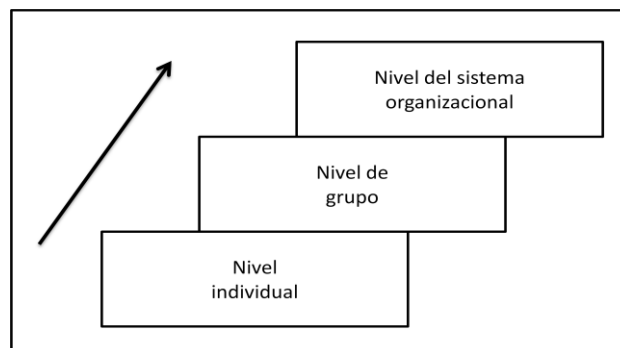 Nivel del sistema
organizacional
Nivel de
grupo
Nivel
individual